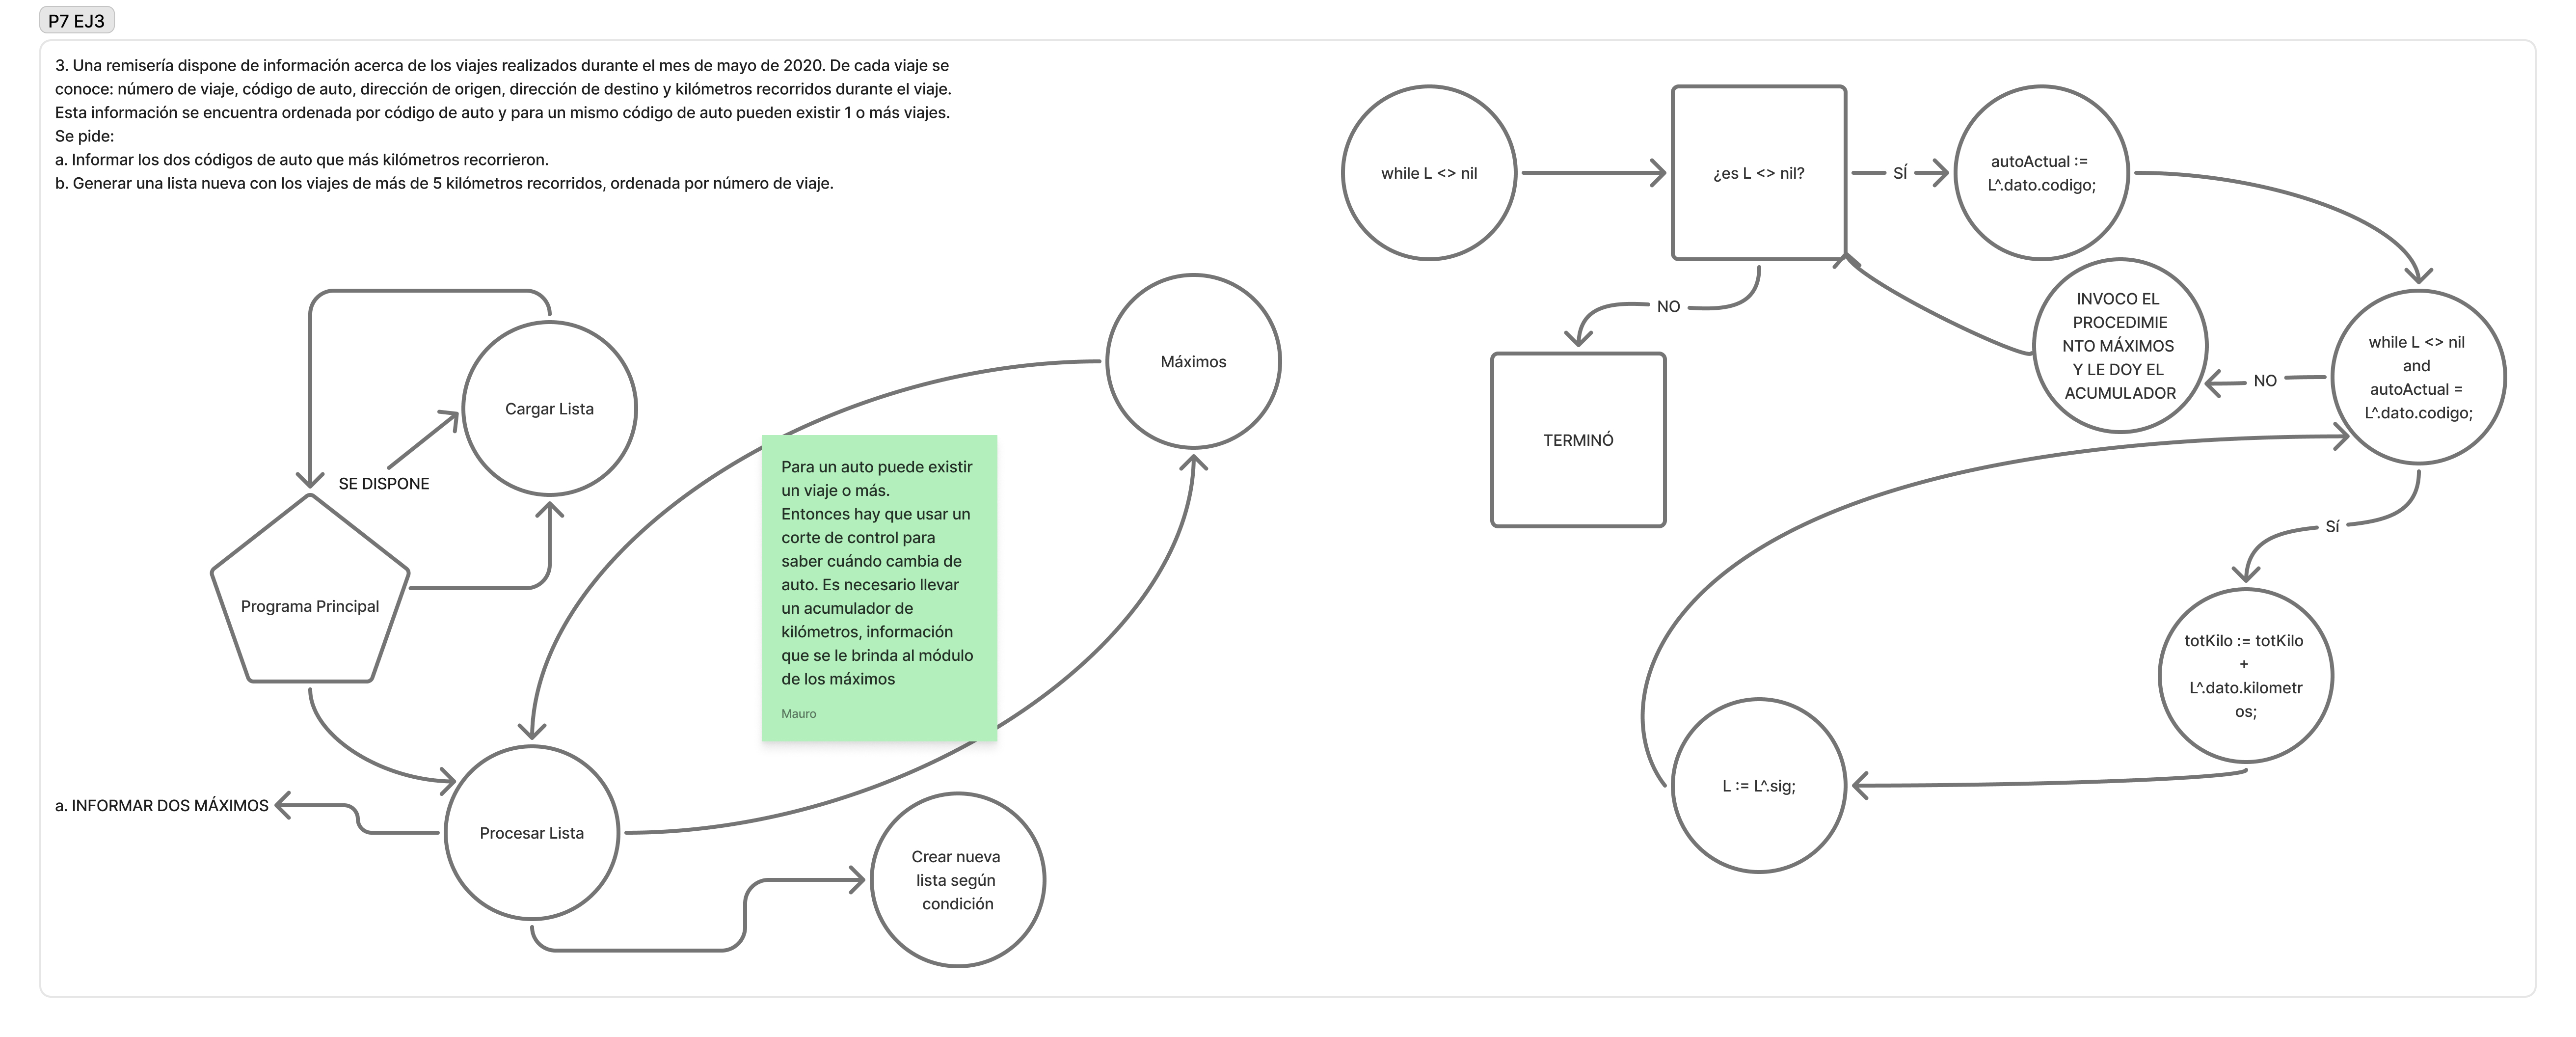 P7 EJ3
3. Una remisería dispone de información acerca de los viajes realizados durante el mes de mayo de 2020. De cada viaje se
conoce: número de viaje, código de auto, dirección de origen, dirección de destino y kilómetros recorridos durante el viaje.
Esta información se encuentra ordenada por código de auto y para un mismo código de auto pueden existir 1 o más viajes.
Se pide:
a. Informar los dos códigos de auto que más kilómetros recorrieron.
b. Generar una lista nueva con los viajes de más de 5 kilómetros recorridos, ordenada por número de viaje.
Cargar Lista
SE DISPONE
Programa Principal
Máximos
Para un auto puede existir
un viaje o más.
Entonces hay que usar un
corte de control para
saber cuándo cambia de
auto. Es necesario llevar
un acumulador de
kilómetros, información
que se le brinda al módulo
de los máximos
Mauro
a. INFORMAR DOS MÁXIMOS
Procesar Lista
Crear nueva
lista según
condición
while L <> nil
¿es L <> nil?
SÍ
autoActual :=
L^.dato.codigo;
NO
TERMINÓ
INVOCO EL
PROCEDIMIE
NTO MÁXIMOS
Y LE DOY EL
ACUMULADOR
NO
while L <> nil
and
autoActual =
L^.dato.codigo;
Sí
totKilo := totKilo
+
L^.dato.kilometr
os;
L := L^.sig;